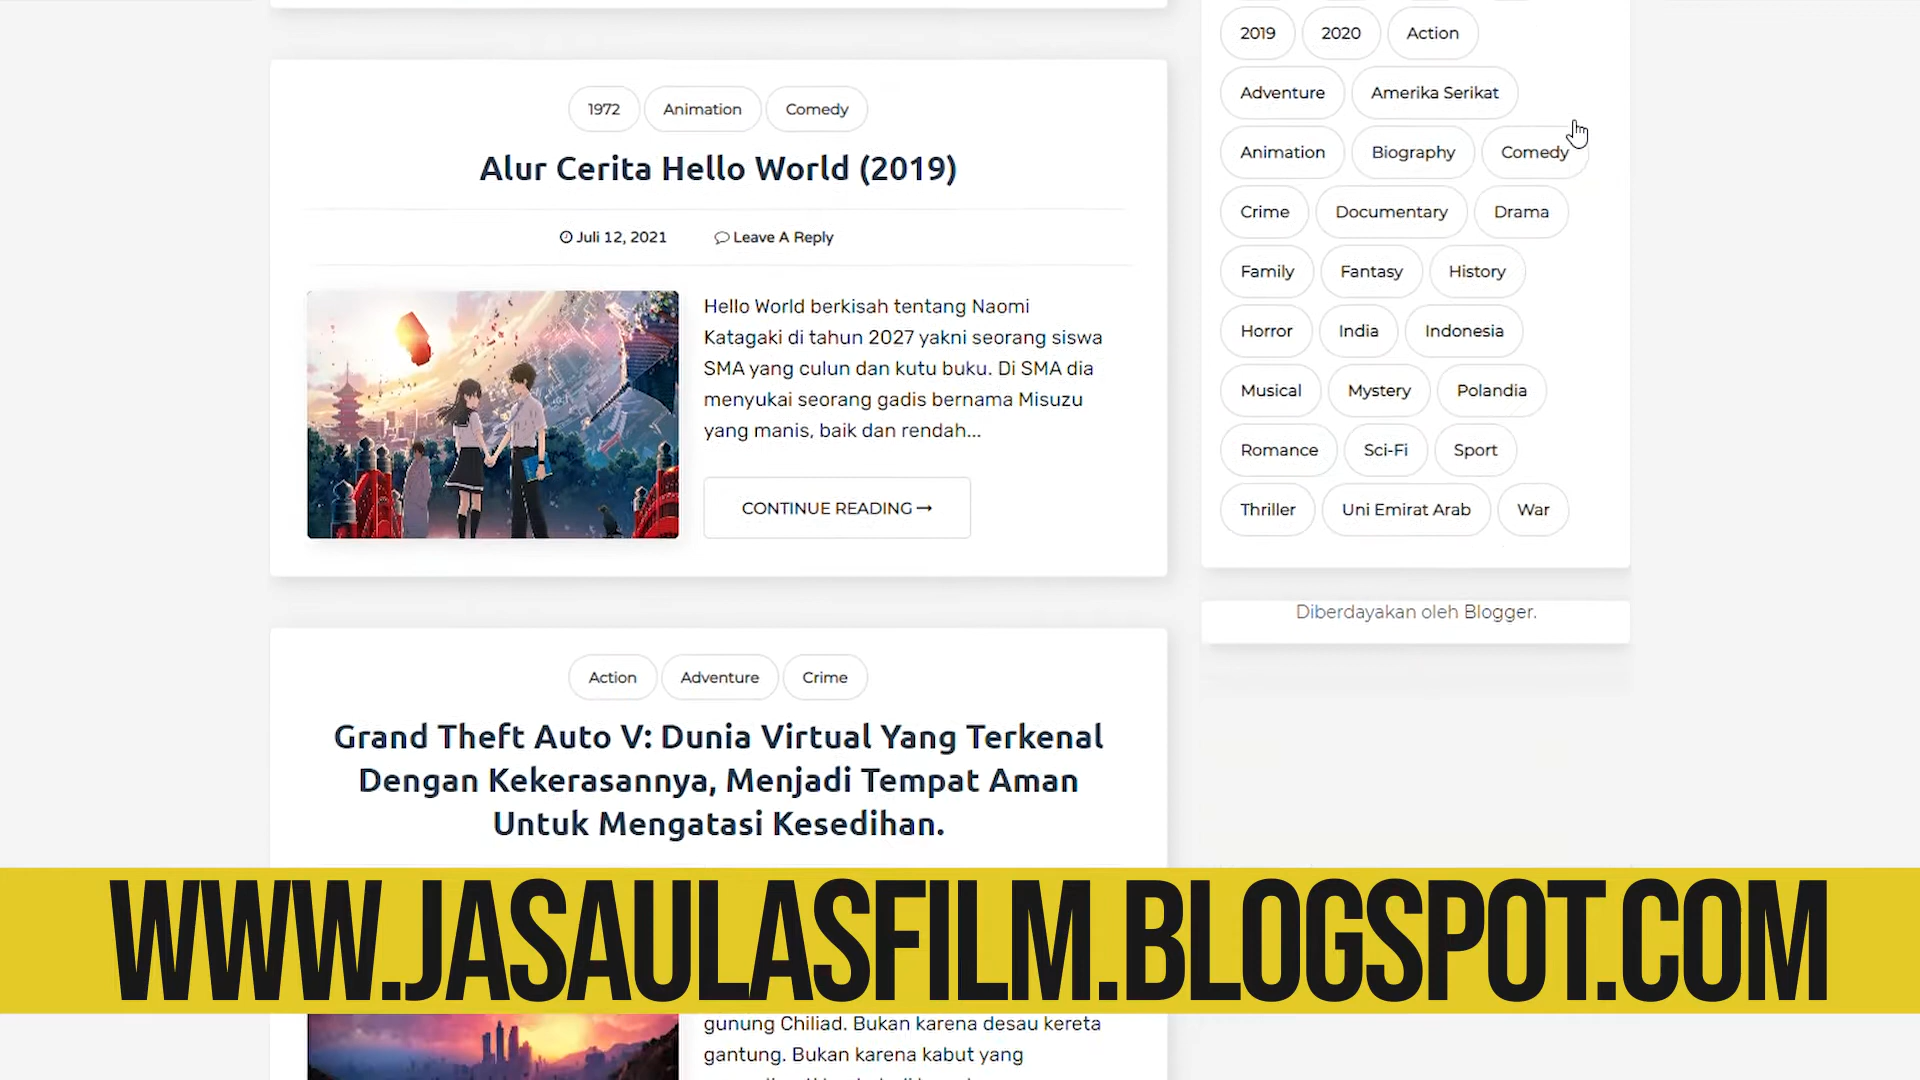 1972
Animation
Comedy
Alur Cerita Hello World (2019)
Juli 12, 2021
Leave A Reply
Hello World berkisah tentang Naomi
Katagaki di tahun 2027 yakni seorang siswa
SMA yang culun dan kutu buku. Di SMA dia
menyukai seorang gadis bernama Misuzu
yang manis, baik dan rendah...
CONTINUE READING →
Action
Adventure
Crime
Grand Theft Auto V: Dunia Virtual Yang Terkenal
Dengan Kekerasannya, Menjadi Tempat Aman
Untuk Mengatasi Kesedihan.
gunung Chiliad. Bukan karena desau kereta
gantung. Bukan karena kabut yang
2019
2020
Action
Adventure
Amerika Serikat
Animation
Biography
Comedy
Crime
Documentary
Drama
Family
Fantasy
History
Horror
India
Indonesia
Musical
Mystery
Polandia
Romance
Sci-Fi
Sport
Thriller
Uni Emirat Arab
War
Diberdayakan oleh Blogger.
WWW.JASAULASFILM.BLOGSPOT.COM